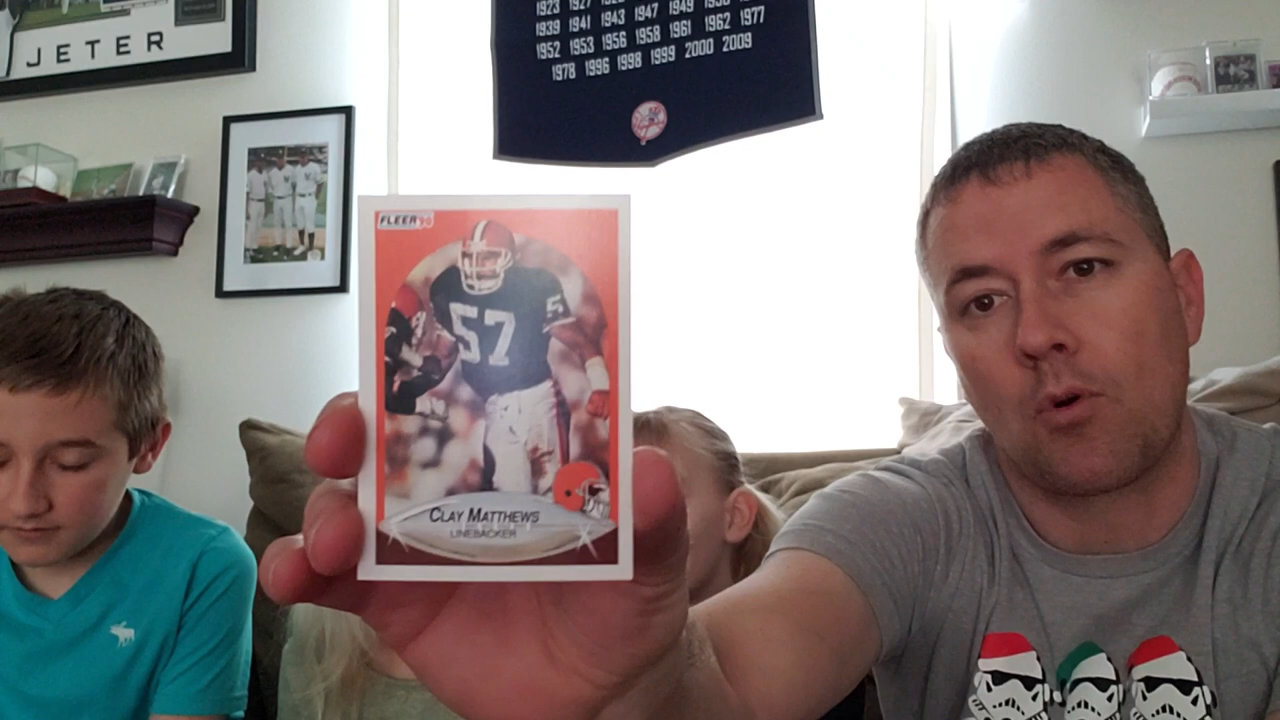 JETER
1923 1927
1939 1941 1943 1947 1949
1952 1953 1956 1958 1961 1962 1977
1978 1996 1998 1999 2000 2009
FLEER 90
57
5
CLAY MATTHEWS
LINEBACKER